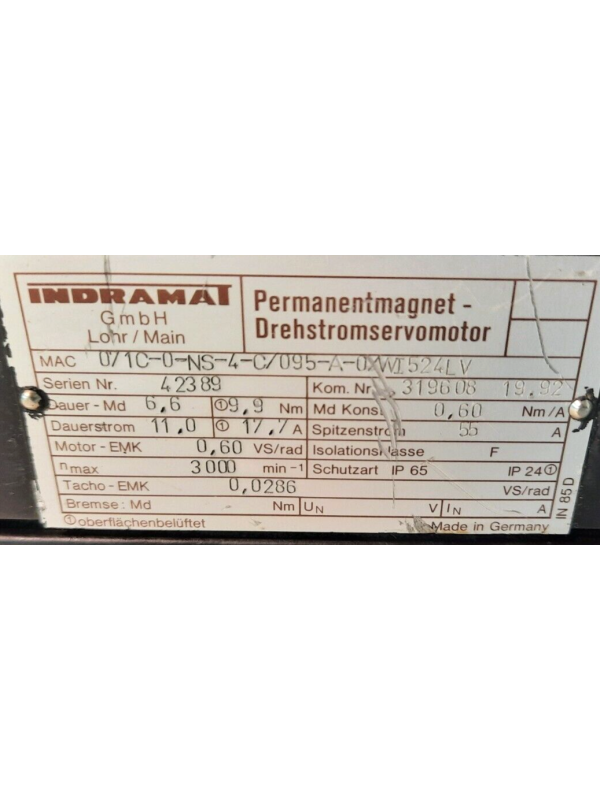 INDRAMAT
GmbH
Lohr / Main
Permanentmagnet -
Drehstromservomotor
MAC 071C-0-NS-4-C/095-A-0/WI524LV
Serien Nr. 42389 Kom. Nr. 319608 19.92
Dauer - Md 6,6 ①9,9 Nm Md Kons. 0,60 Nm/A
Dauerstrom 11,0 ① 17,7 A Spitzenstrom 55 A
Motor - EMK 0,60 VS/rad Isolationsklasse F
nmax 3000 min-1 Schutzart IP 65 IP 24①
Tacho - EMK 0,0286 VS/rad
Bremse: Md Nm UN V IN A
①oberflächenbelüftet Made in Germany
IN 85 D